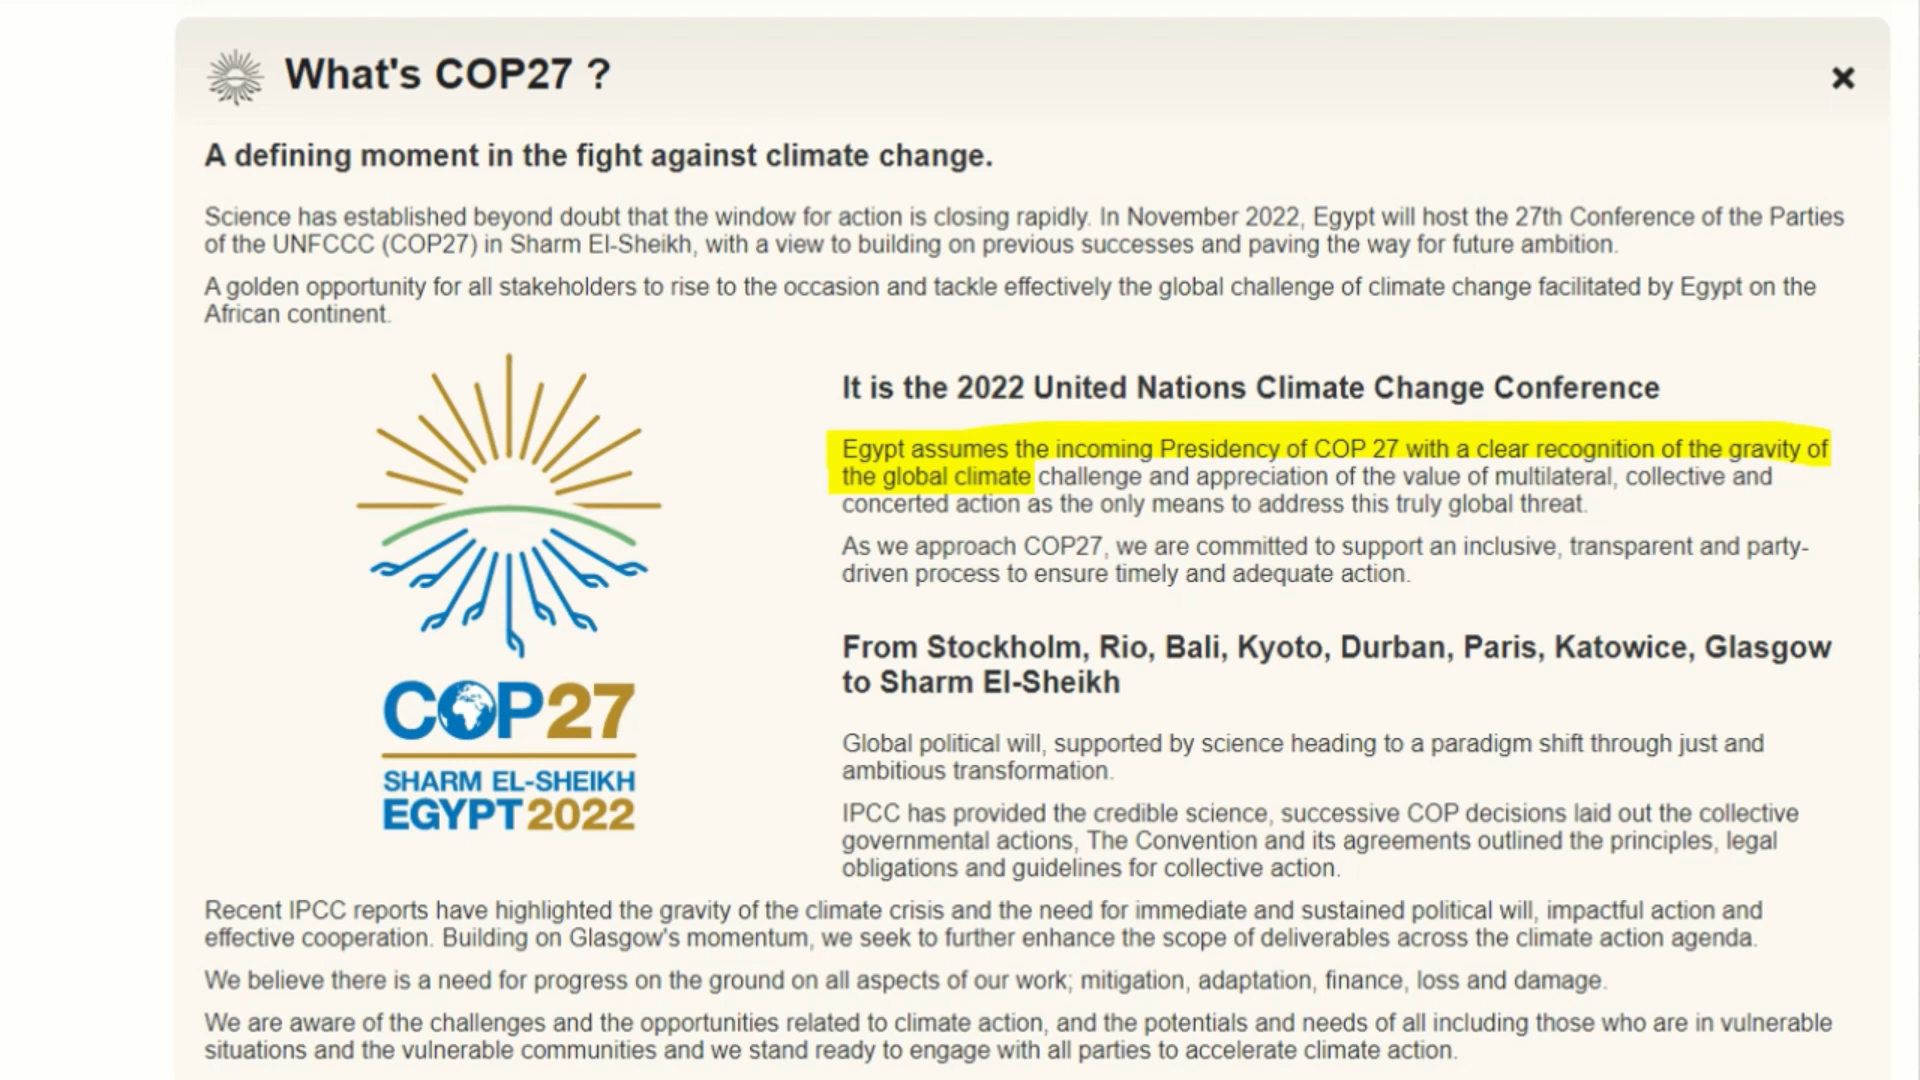 What's COP27 ?
A defining moment in the fight against climate change.
Science has established beyond doubt that the window for action is closing rapidly. In November 2022, Egypt will host the 27th Conference of the Parties
of the UNFCCC (COP27) in Sharm El-Sheikh, with a view to building on previous successes and paving the way for future ambition.
A golden opportunity for all stakeholders to rise to the occasion and tackle effectively the global challenge of climate change facilitated by Egypt on the
African continent.
COP27
SHARM EL-SHEIKH
EGYPT 2022
It is the 2022 United Nations Climate Change Conference
Egypt assumes the incoming Presidency of COP 27 with a clear recognition of the gravity of
the global climate challenge and appreciation of the value of multilateral, collective and
concerted action as the only means to address this truly global threat.
As we approach COP27, we are committed to support an inclusive, transparent and party-
driven process to ensure timely and adequate action.
From Stockholm, Rio, Bali, Kyoto, Durban, Paris, Katowice, Glasgow
to Sharm El-Sheikh
Global political will, supported by science heading to a paradigm shift through just and
ambitious transformation.
IPCC has provided the credible science, successive COP decisions laid out the collective
governmental actions, The Convention and its agreements outlined the principles, legal
obligations and guidelines for collective action.
Recent IPCC reports have highlighted the gravity of the climate crisis and the need for immediate and sustained political will, impactful action and
effective cooperation. Building on Glasgow's momentum, we seek to further enhance the scope of deliverables across the climate action agenda.
We believe there is a need for progress on the ground on all aspects of our work; mitigation, adaptation, finance, loss and damage.
We are aware of the challenges and the opportunities related to climate action, and the potentials and needs of all including those who are in vulnerable
situations and the vulnerable communities and we stand ready to engage with all parties to accelerate climate action.